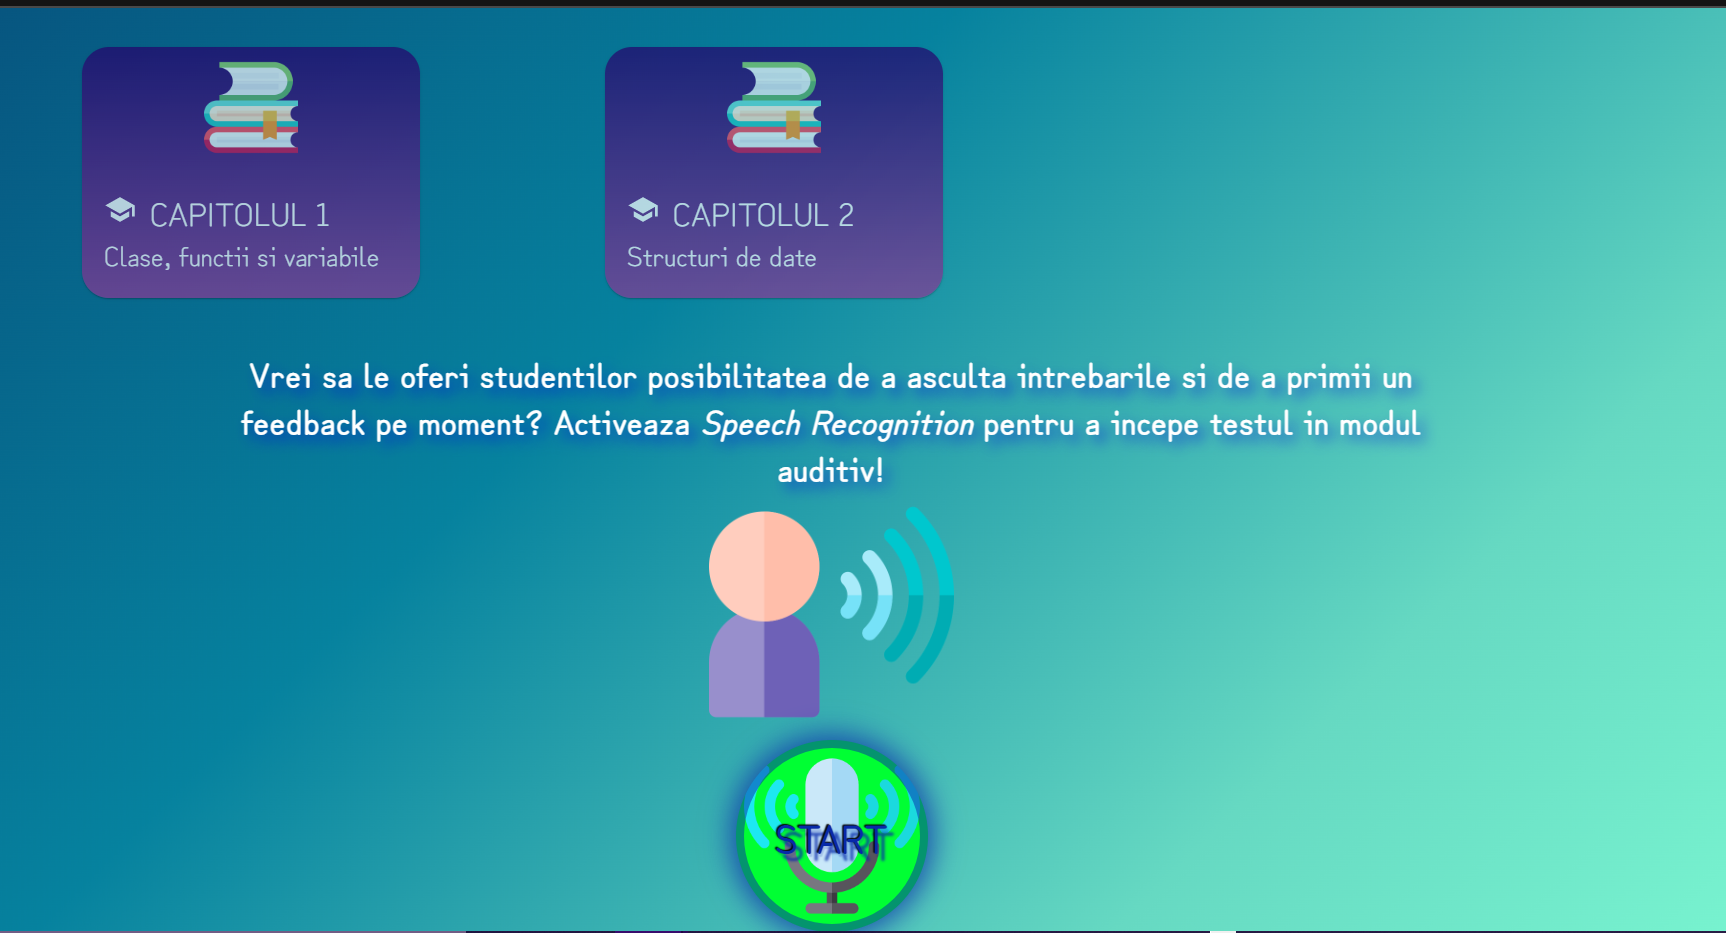 CAPITOLUL 1
Clase, functii si variabile
CAPITOLUL 2
Structuri de date
Vrei sa le oferi studentilor posibilitatea de a asculta intrebarile si de a primii un
feedback pe moment? Activeaza Speech Recognition pentru a incepe testul in modul
auditiv!
START